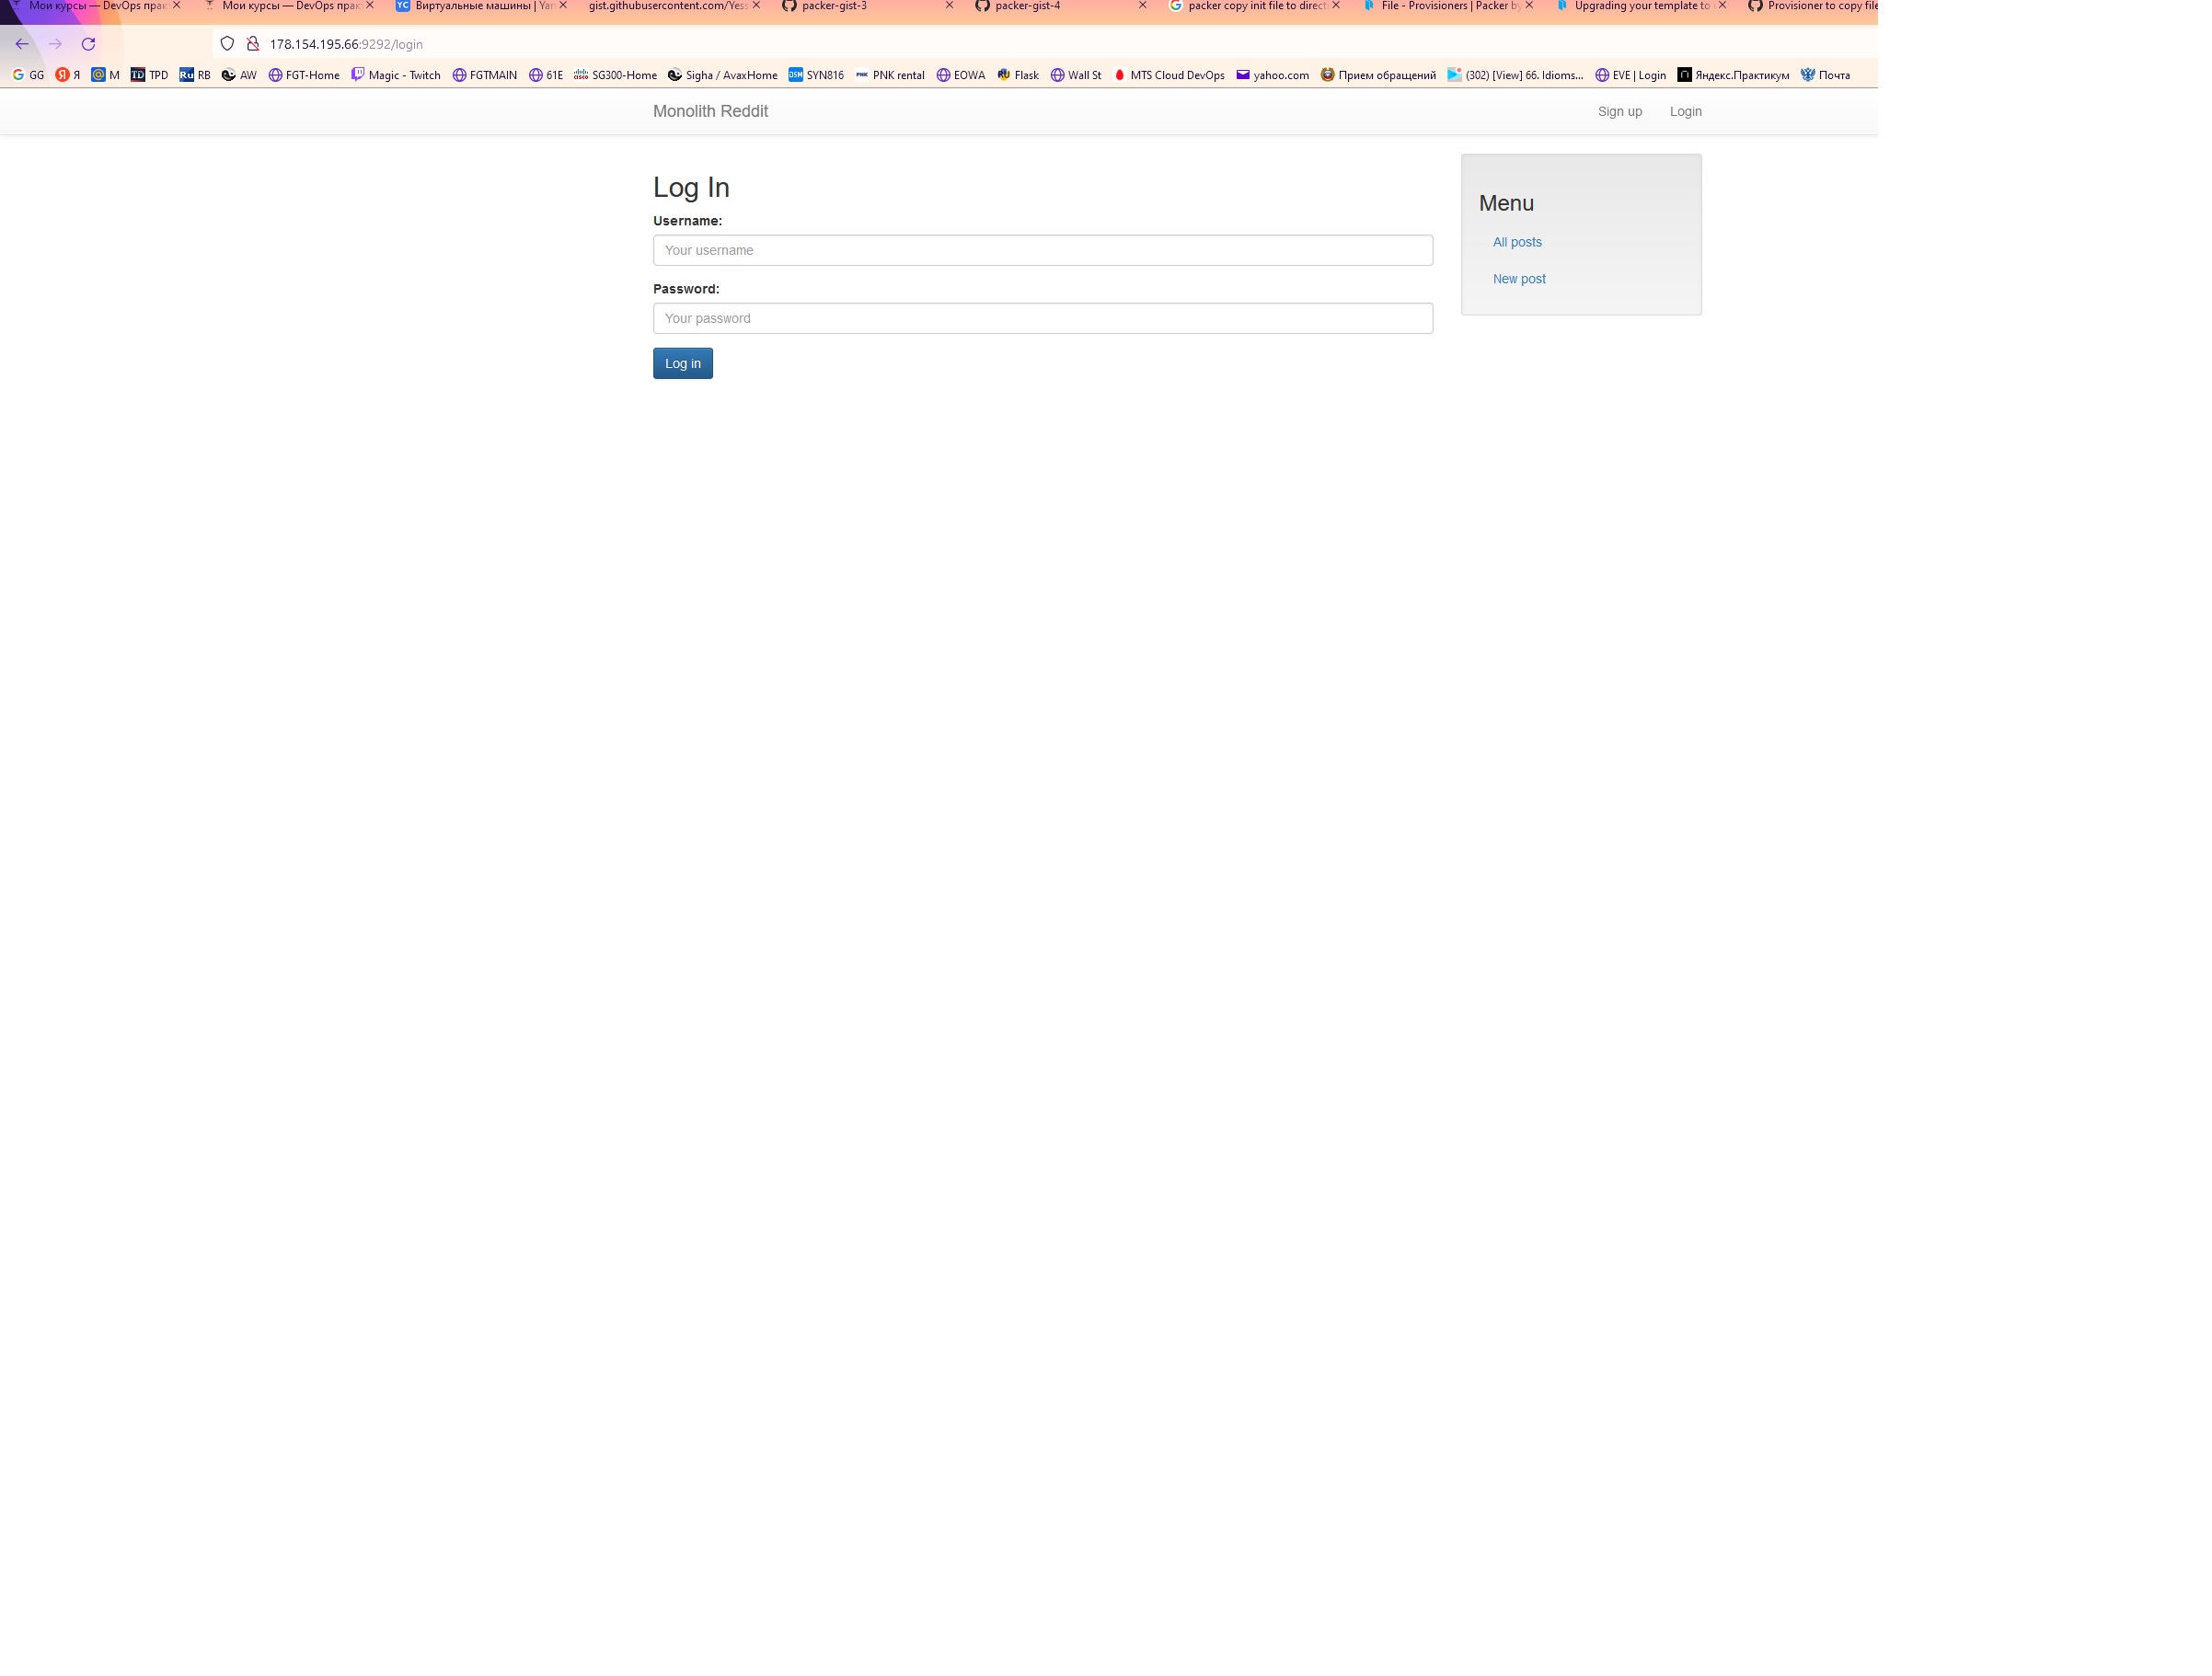 Мои курсы — DevOps прак Мои курсы — DevOps прак Виртуальные машины | Yan gist.githubusercontent.com/Yess packer-gist-3 packer-gist-4 packer copy init file to direct File - Provisioners | Packer by Upgrading your template to Provisioner to copy file
178.154.195.66:9292/login
GG Я M TPD RB AW FGT-Home Magic - Twitch FGTMAIN 61E SG300-Home Sigha / AvaxHome SYN816 PNK rental EOWA Flask Wall St MTS Cloud DevOps yahoo.com Прием обращений (302) [View] 66. Idioms... EVE | Login Яндекс.Практикум Почта
Monolith Reddit Sign up Login
Log In
Username:
Your username
Password:
Your password
Log in
Menu
All posts
New post